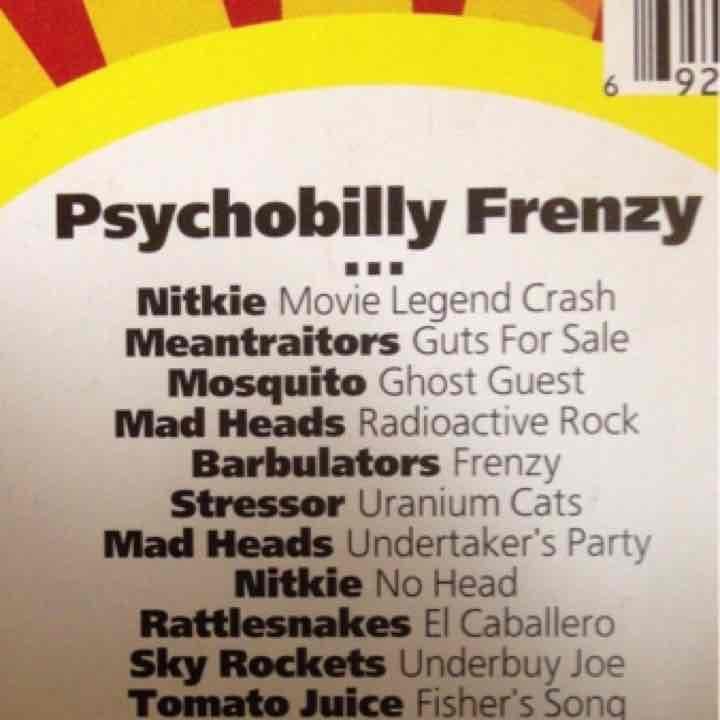 6 92
Psychobilly Frenzy
...
Nitkie Movie Legend Crash
Meantraitors Guts For Sale
Mosquito Ghost Guest
Mad Heads Radioactive Rock
Barbulators Frenzy
Stressor Uranium Cats
Mad Heads Undertaker's Party
Nitkie No Head
Rattlesnakes El Caballero
Sky Rockets Underbuy Joe
Tomato Juice Fisher's Song